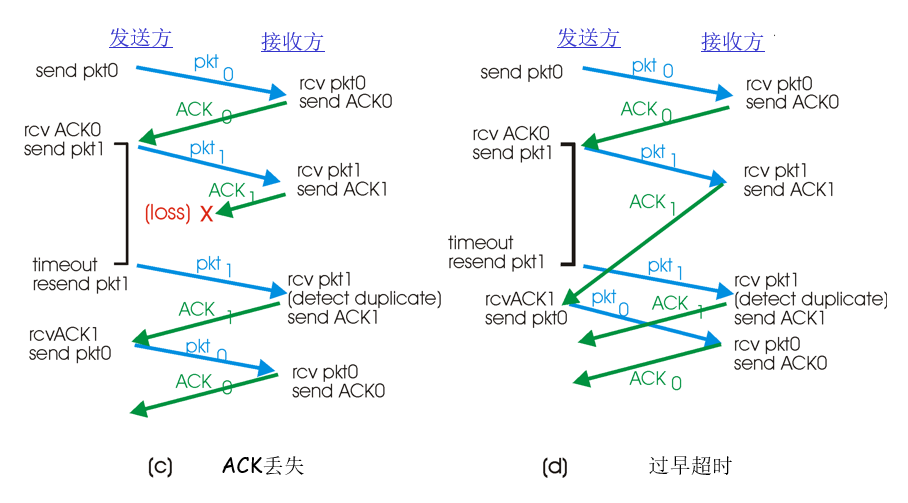 发送方
接收方
send pkt0
pkt 0
rcv pkt0
send ACK0
ACK 0
rcv ACK0
send pkt1
pkt 1
rcv pkt1
send ACK1
ACK 1
(loss) X
timeout
resend pkt1
pkt 1
rcv pkt1
(detect duplicate)
send ACK1
ACK 1
rcvACK1
send pkt0
pkt 0
rcv pkt0
send ACK0
ACK 0
(c) ACK丢失
发送方
接收方
send pkt0
pkt 0
rcv pkt0
send ACK0
ACK 0
rcv ACK0
send pkt1
pkt 1
rcv pkt1
send ACK1
ACK 1
timeout
resend pkt1
pkt 1
rcv pkt1
(detect duplicate)
send ACK1
rcvACK1
send pkt0
pkt 0
ACK 1
rcv pkt0
send ACK0
ACK 0
(d) 过早超时